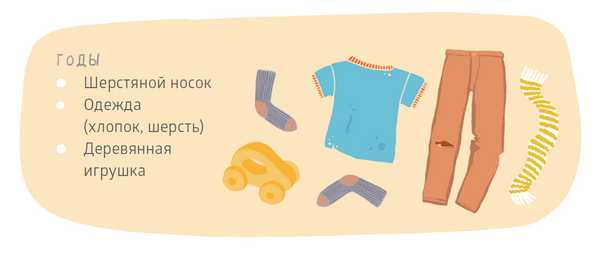 ГОДЫ
Шерстяной носок
Одежда
(хлопок, шерсть)
Деревянная
игрушка